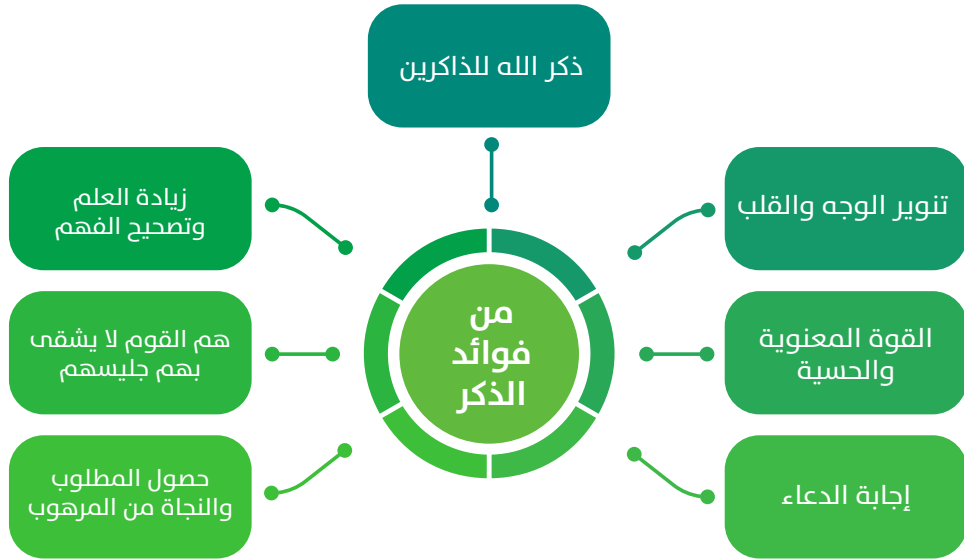 ذكر الله للذاكرين
تنوير الوجه والقلب
القوة المعنوية
والحسية
إجابة الدعاء
من
فوائد
الذكر
زيادة العلم
وتصحيح الفهم
هم القوم لا يشقى
بهم جليسهم
حصول المطلوب
والنجاة من المرهوب